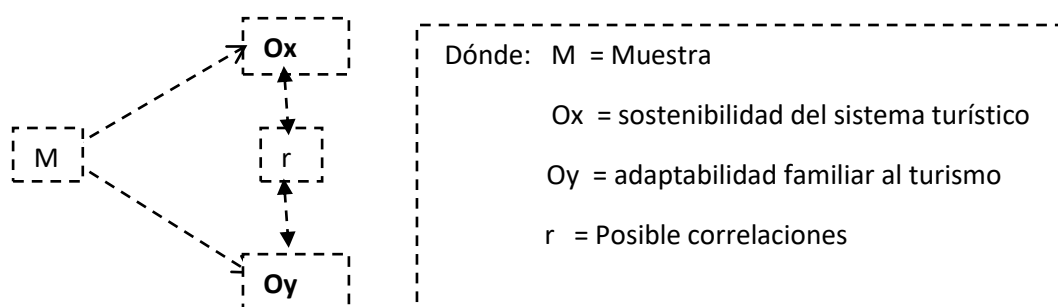 Ox
M
r
Oy
Dónde: M = Muestra
Ox = sostenibilidad del sistema turístico
Oy = adaptabilidad familiar al turismo
r = Posible correlaciones